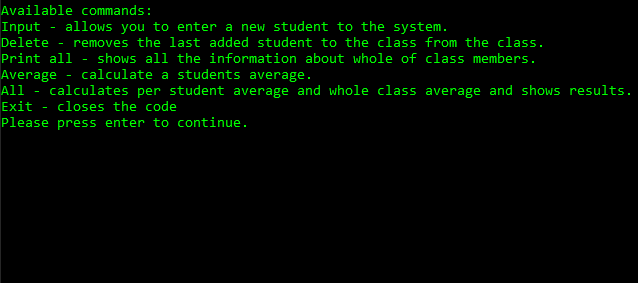 Available commands:
Input - allows you to enter a new student to the system.
Delete - removes the last added student to the class from the class.
Print all - shows all the information about whole of class members.
Average - calculate a students average.
All - calculates per student average and whole class average and shows results.
Exit - closes the code
Please press enter to continue.